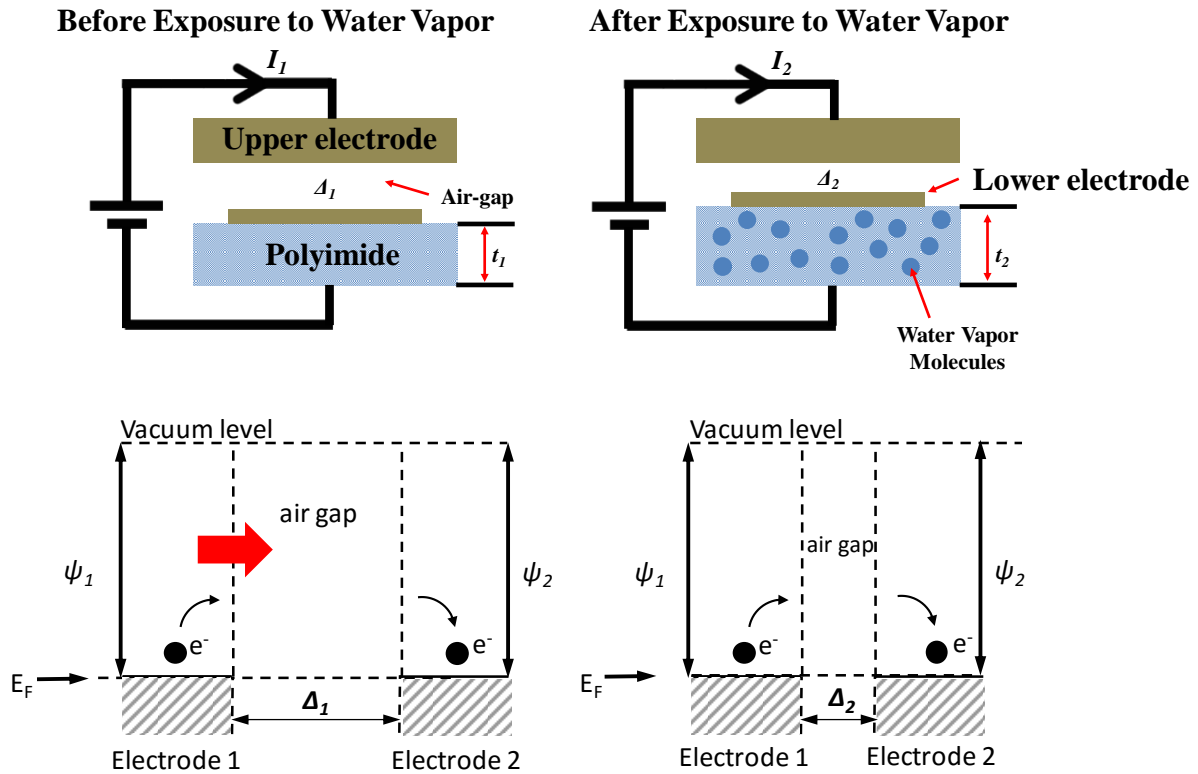 Before Exposure to Water Vapor
I1
Upper electrode
Δ1
Air-gap
Polyimide
t1
After Exposure to Water Vapor
I2
Δ2
Lower electrode
t2
Water Vapor
Molecules
Vacuum level
air gap
ψ1
ψ2
e-
e-
EF
Δ1
Electrode 1
Electrode 2
Vacuum level
air gap
ψ1
ψ2
e-
e-
EF
Δ2
Electrode 1
Electrode 2